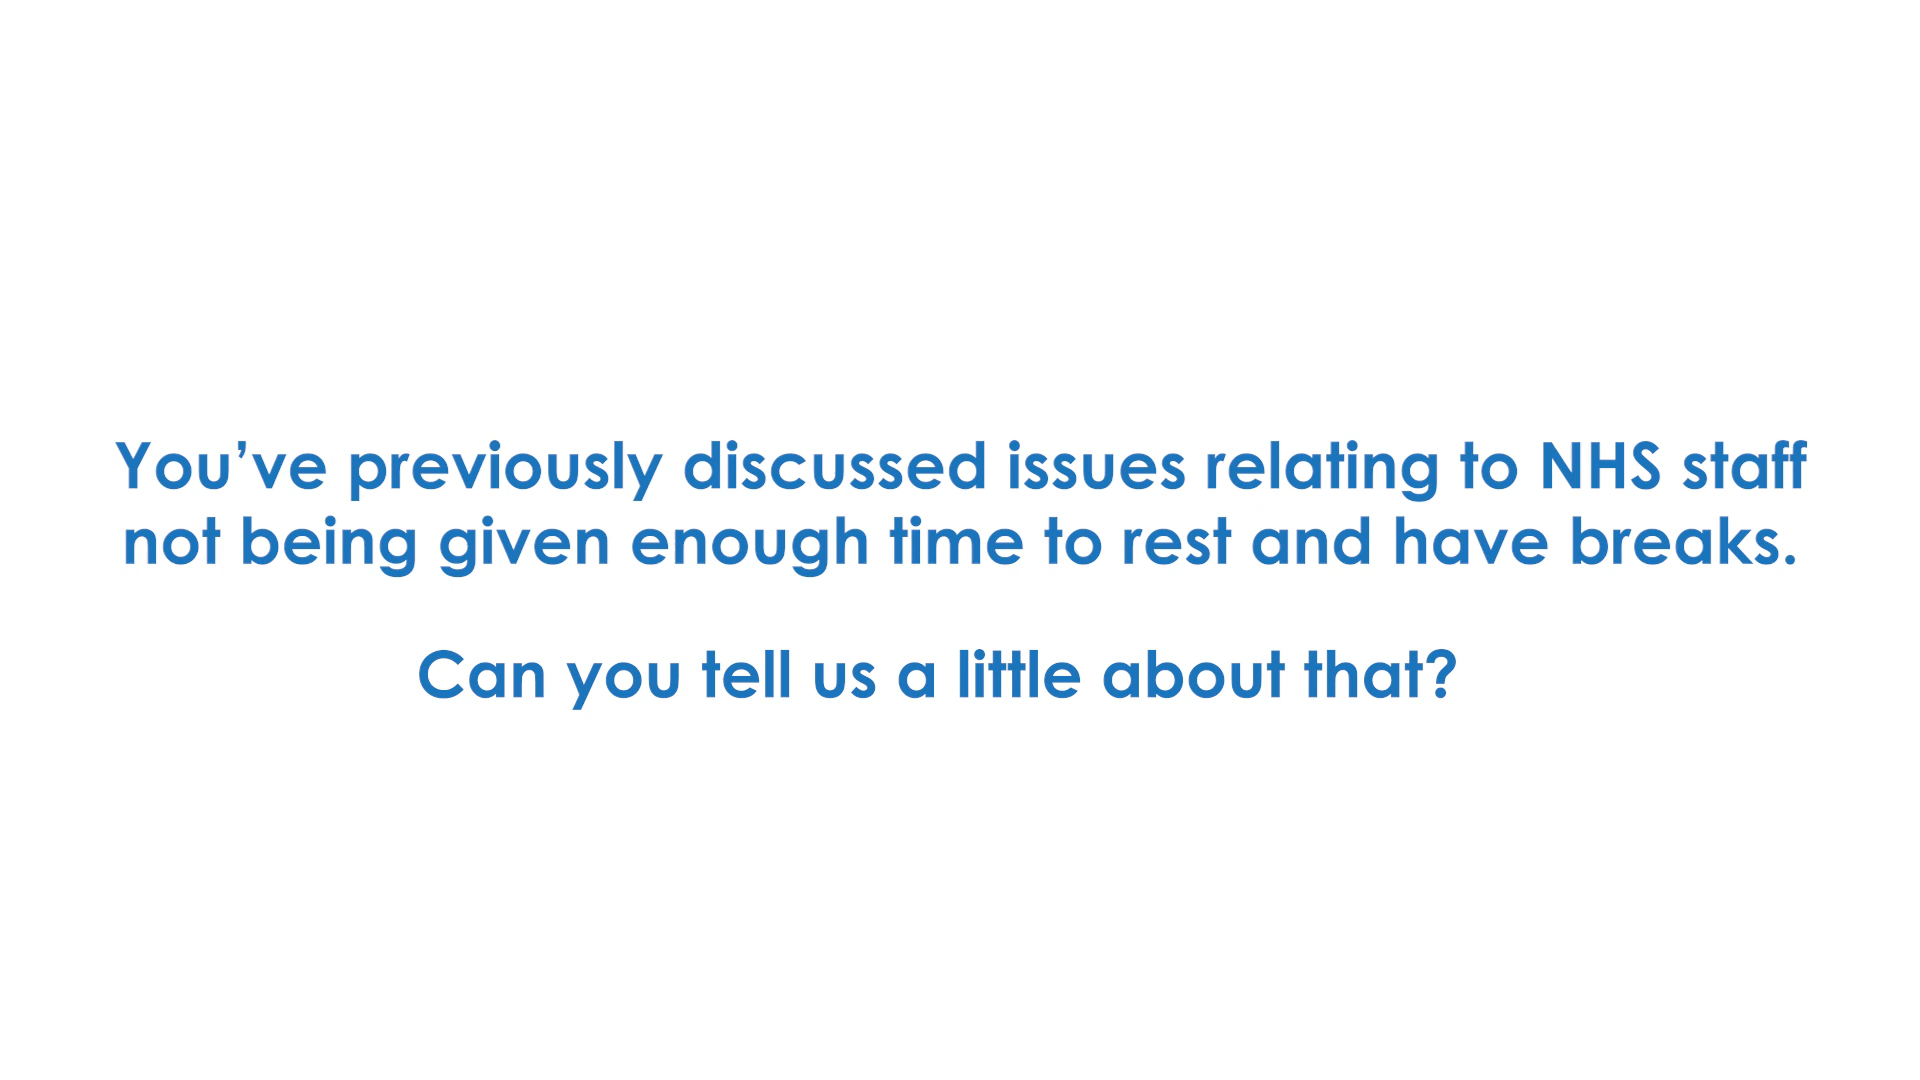 You’ve previously discussed issues relating to NHS staff
not being given enough time to rest and have breaks.
Can you tell us a little about that?